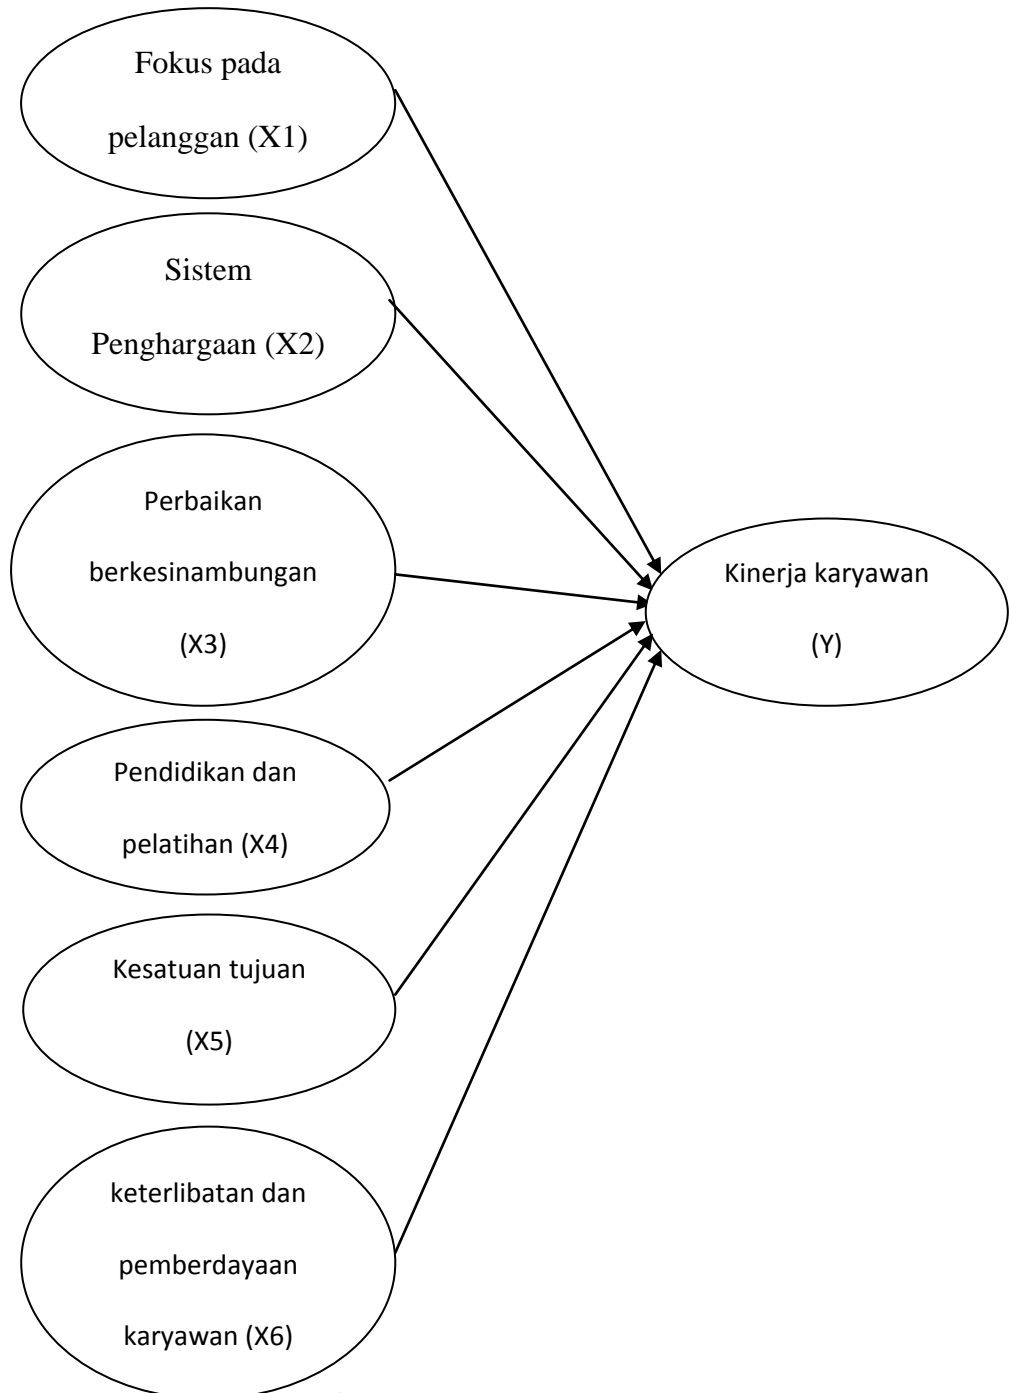 Fokus pada
pelanggan (X1)
Sistem
Penghargaan (X2)
Perbaikan
berkesinambungan
(X3)
Pendidikan dan
pelatihan (X4)
Kesatuan tujuan
(X5)
keterlibatan dan
pemberdayaan
karyawan (X6)
Kinerja karyawan
(Y)